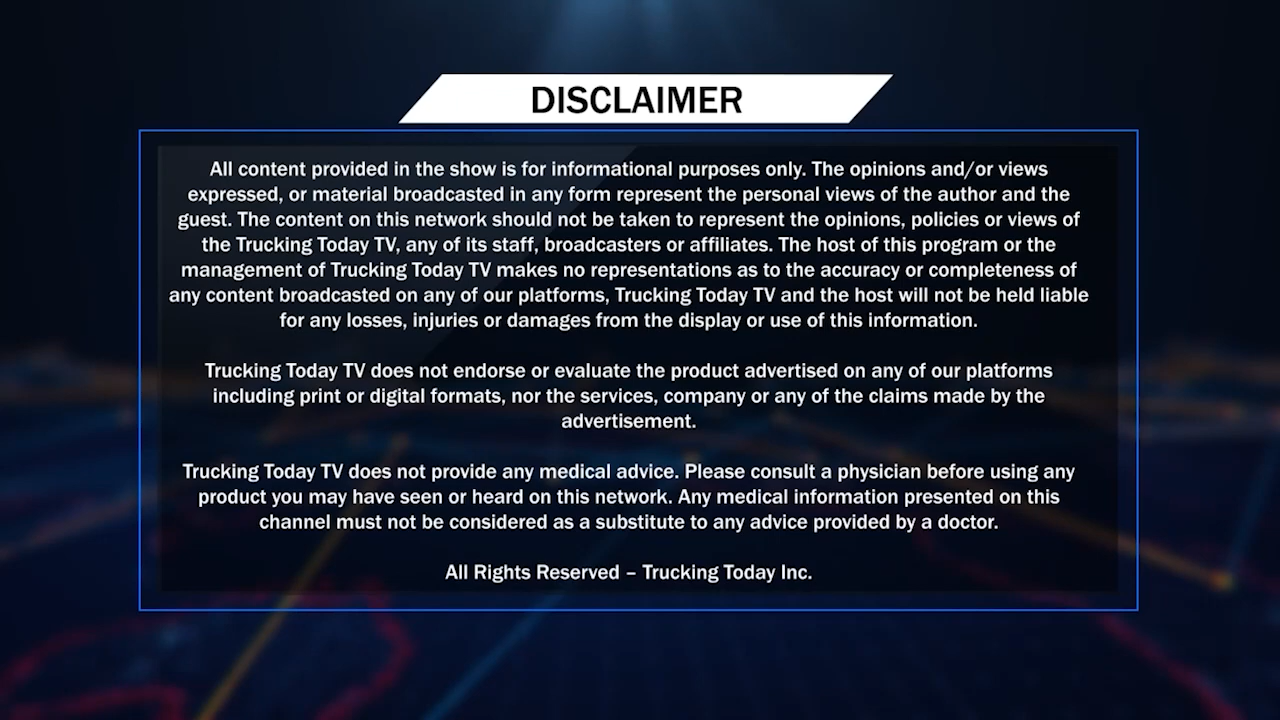 DISCLAIMER
All content provided in the show is for informational purposes only. The opinions and/or views
expressed, or material broadcasted in any form represent the personal views of the author and the
guest. The content on this network should not be taken to represent the opinions, policies or views of
the Trucking Today TV, any of its staff, broadcasters or affiliates. The host of this program or the
management of Trucking Today TV makes no representations as to the accuracy or completeness of
any content broadcasted on any of our platforms, Trucking Today TV and the host will not be held liable
for any losses, injuries or damages from the display or use of this information.
Trucking Today TV does not endorse or evaluate the product advertised on any of our platforms
including print or digital formats, nor the services, company or any of the claims made by the
advertisement.
Trucking Today TV does not provide any medical advice. Please consult a physician before using any
product you may have seen or heard on this network. Any medical information presented on this
channel must not be considered as a substitute to any advice provided by a doctor.
All Rights Reserved – Trucking Today Inc.